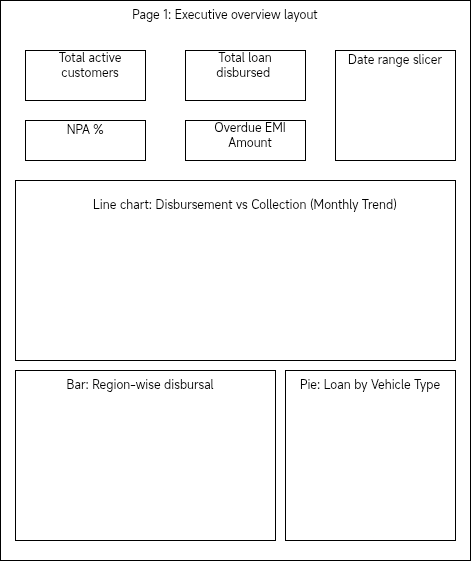 Page 1: Executive overview layout
Total active
customers
Total loan
disbursed
Date range slicer
NPA %
Overdue EMI
Amount
Line chart: Disbursement vs Collection (Monthly Trend)
Bar: Region-wise disbursal
Pie: Loan by Vehicle Type